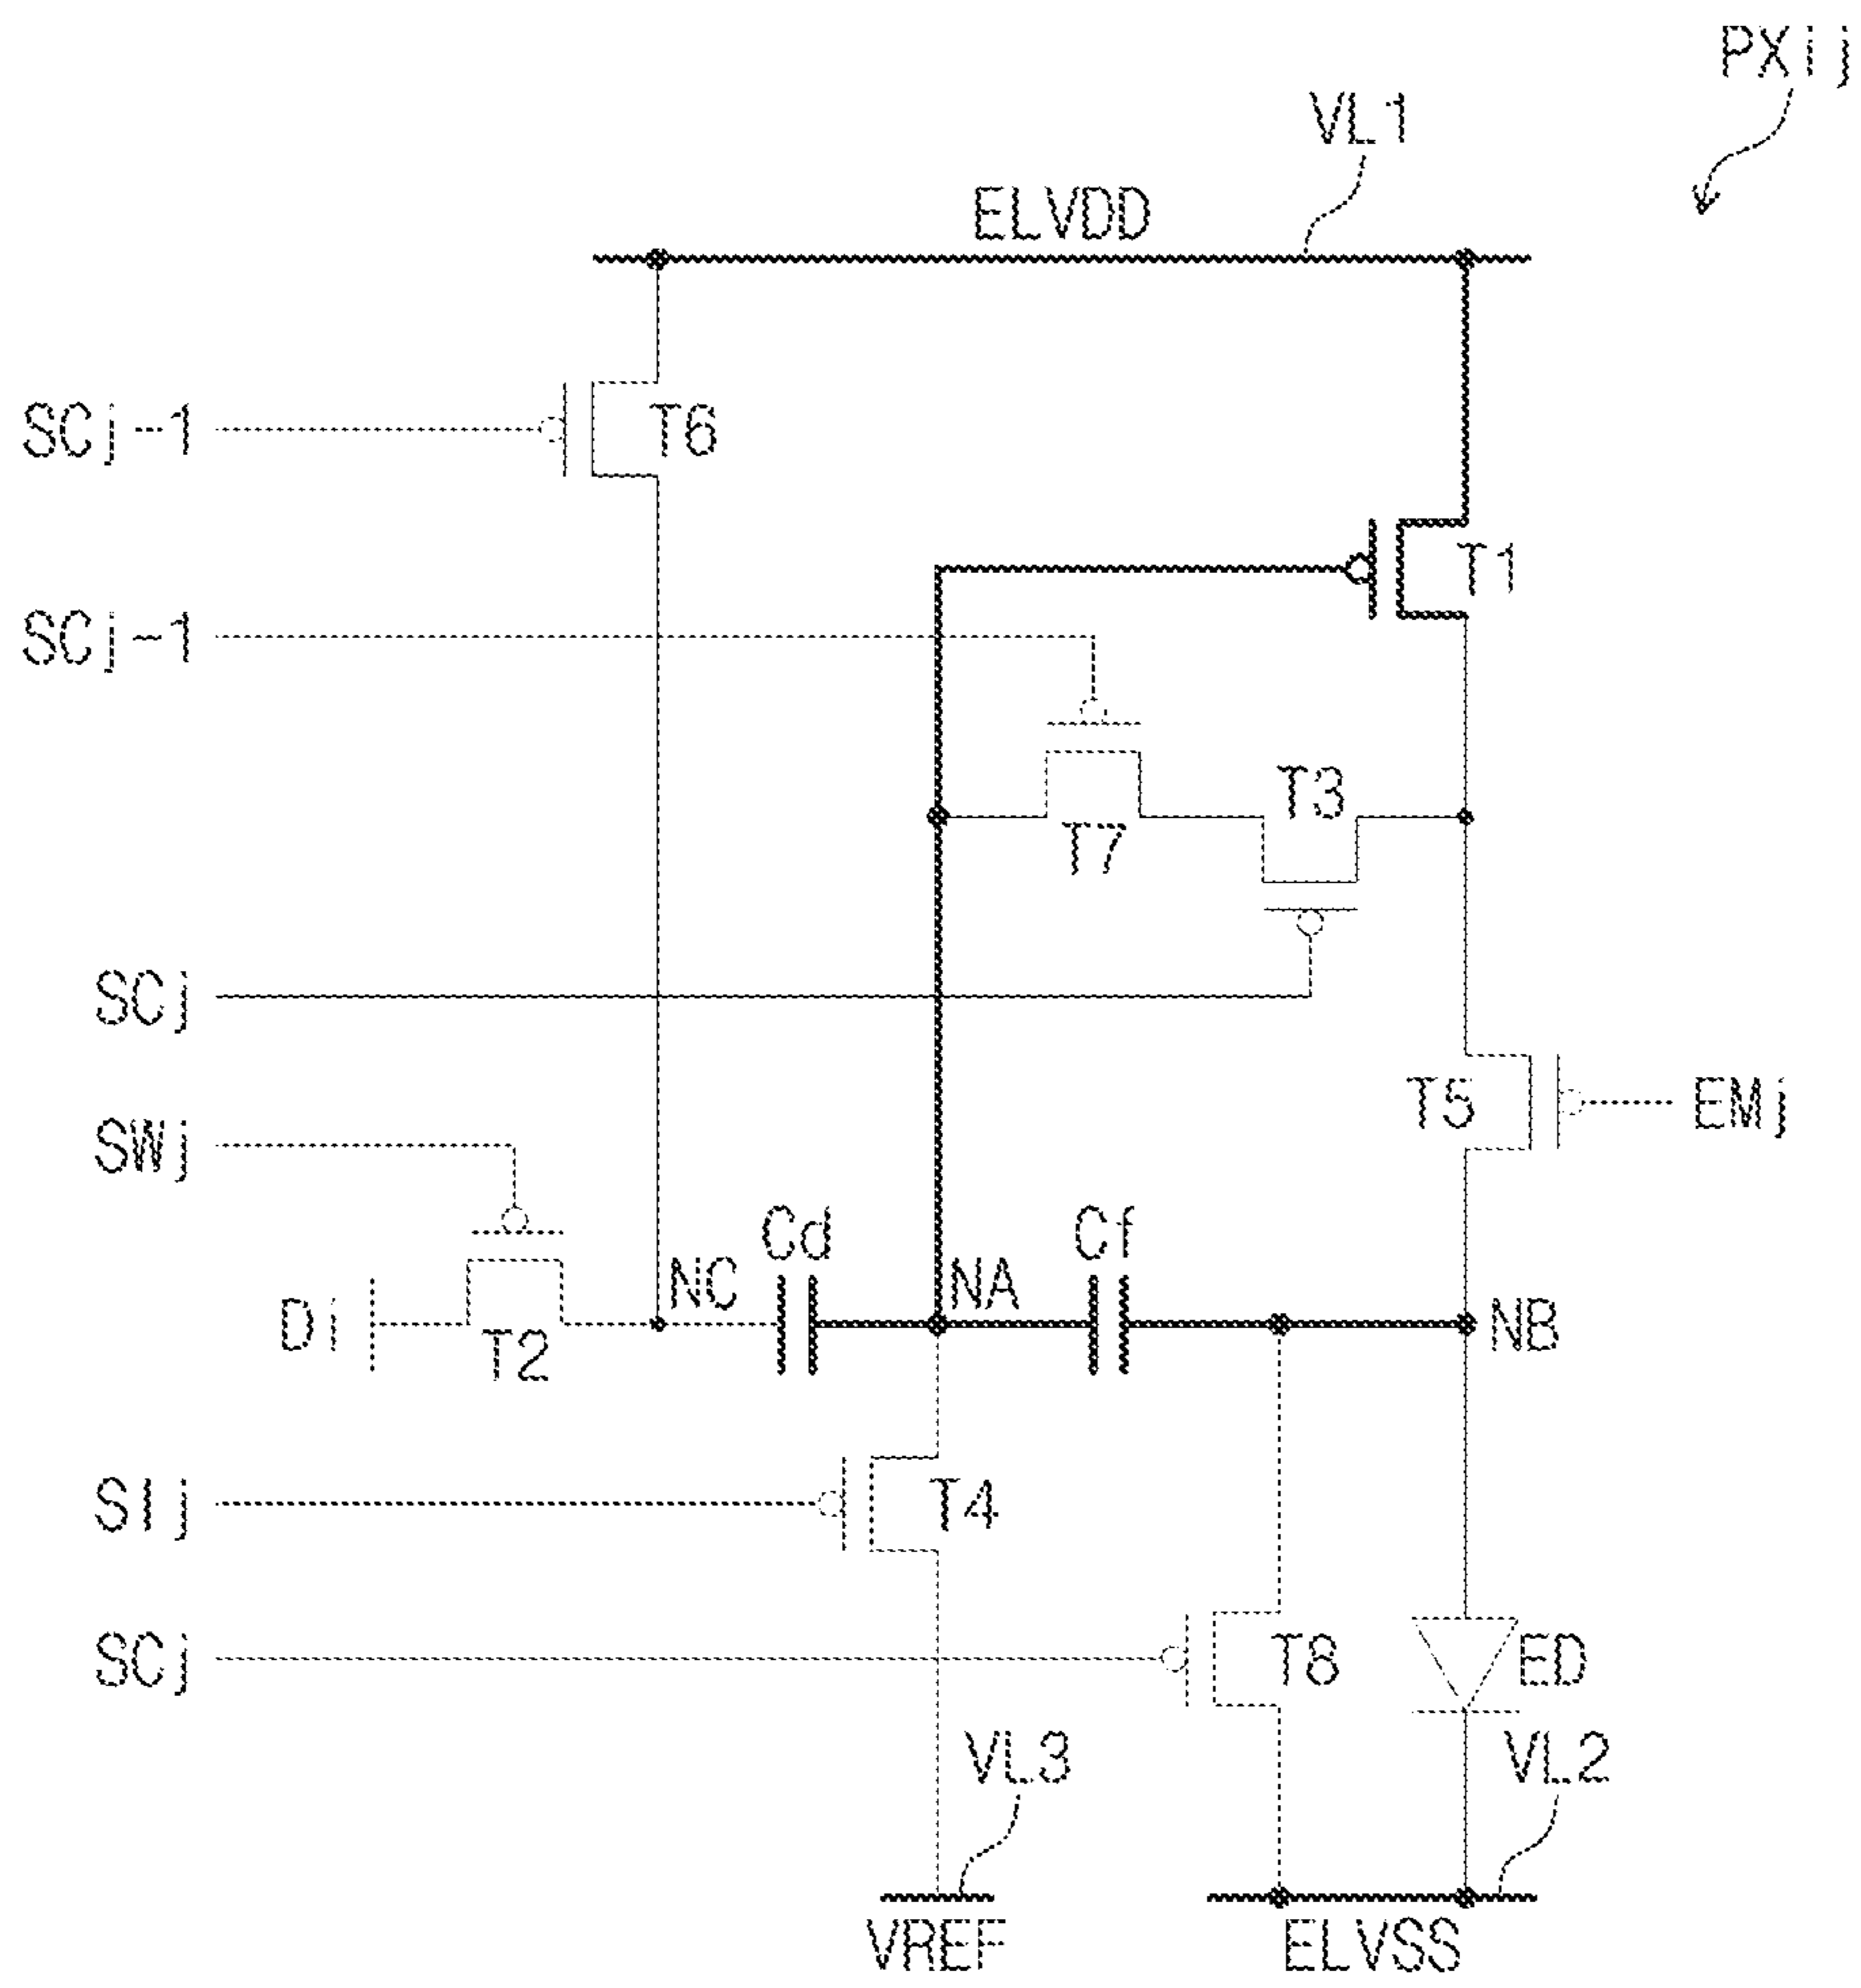 PXij
VL1
ELVDD
SCj-1
T6
T1
SCj-1
T3
T7
SCj
T5
EMj
SWj
Cd
Cf
NC
NA
Di
T2
NB
SIj
T4
SCj
T8
ED
VL3
VL2
VREF
ELVSS